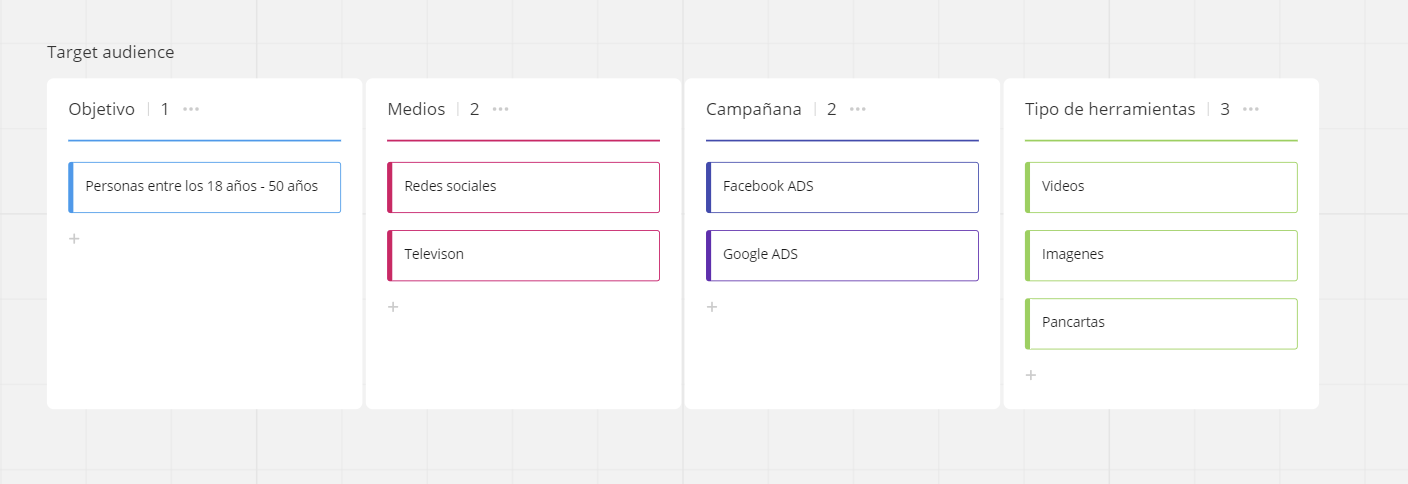 Target audience
Objetivo | 1 ...
Personas entre los 18 años - 50 años
+
Medios | 2 ...
Redes sociales
Televison
+
Campañana | 2 ...
Facebook ADS
Google ADS
+
Tipo de herramientas | 3 ...
Videos
Imagenes
Pancartas
+